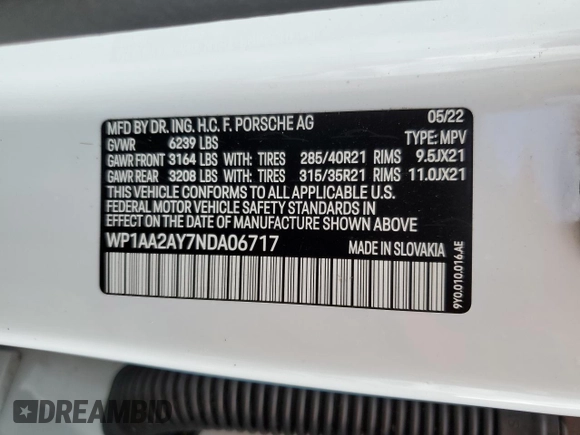 MFD BY DR. ING. H.C. F. PORSCHE AG 05/22
GVWR 6239 LBS TYPE: MPV
GAWR FRONT 3164 LBS WITH: TIRES 285/40R21 RIMS 9.5JX21
GAWR REAR 3208 LBS WITH: TIRES 315/35R21 RIMS 11.0JX21
THIS VEHICLE CONFORMS TO ALL APPLICABLE U.S.
FEDERAL MOTOR VEHICLE SAFETY STANDARDS IN
EFFECT ON THE DATE OF MANUFACTURE SHOWN ABOVE
WP1AA2AY7NDA06717 MADE IN SLOVAKIA
9Y0.010.016.AE
DREAMBID